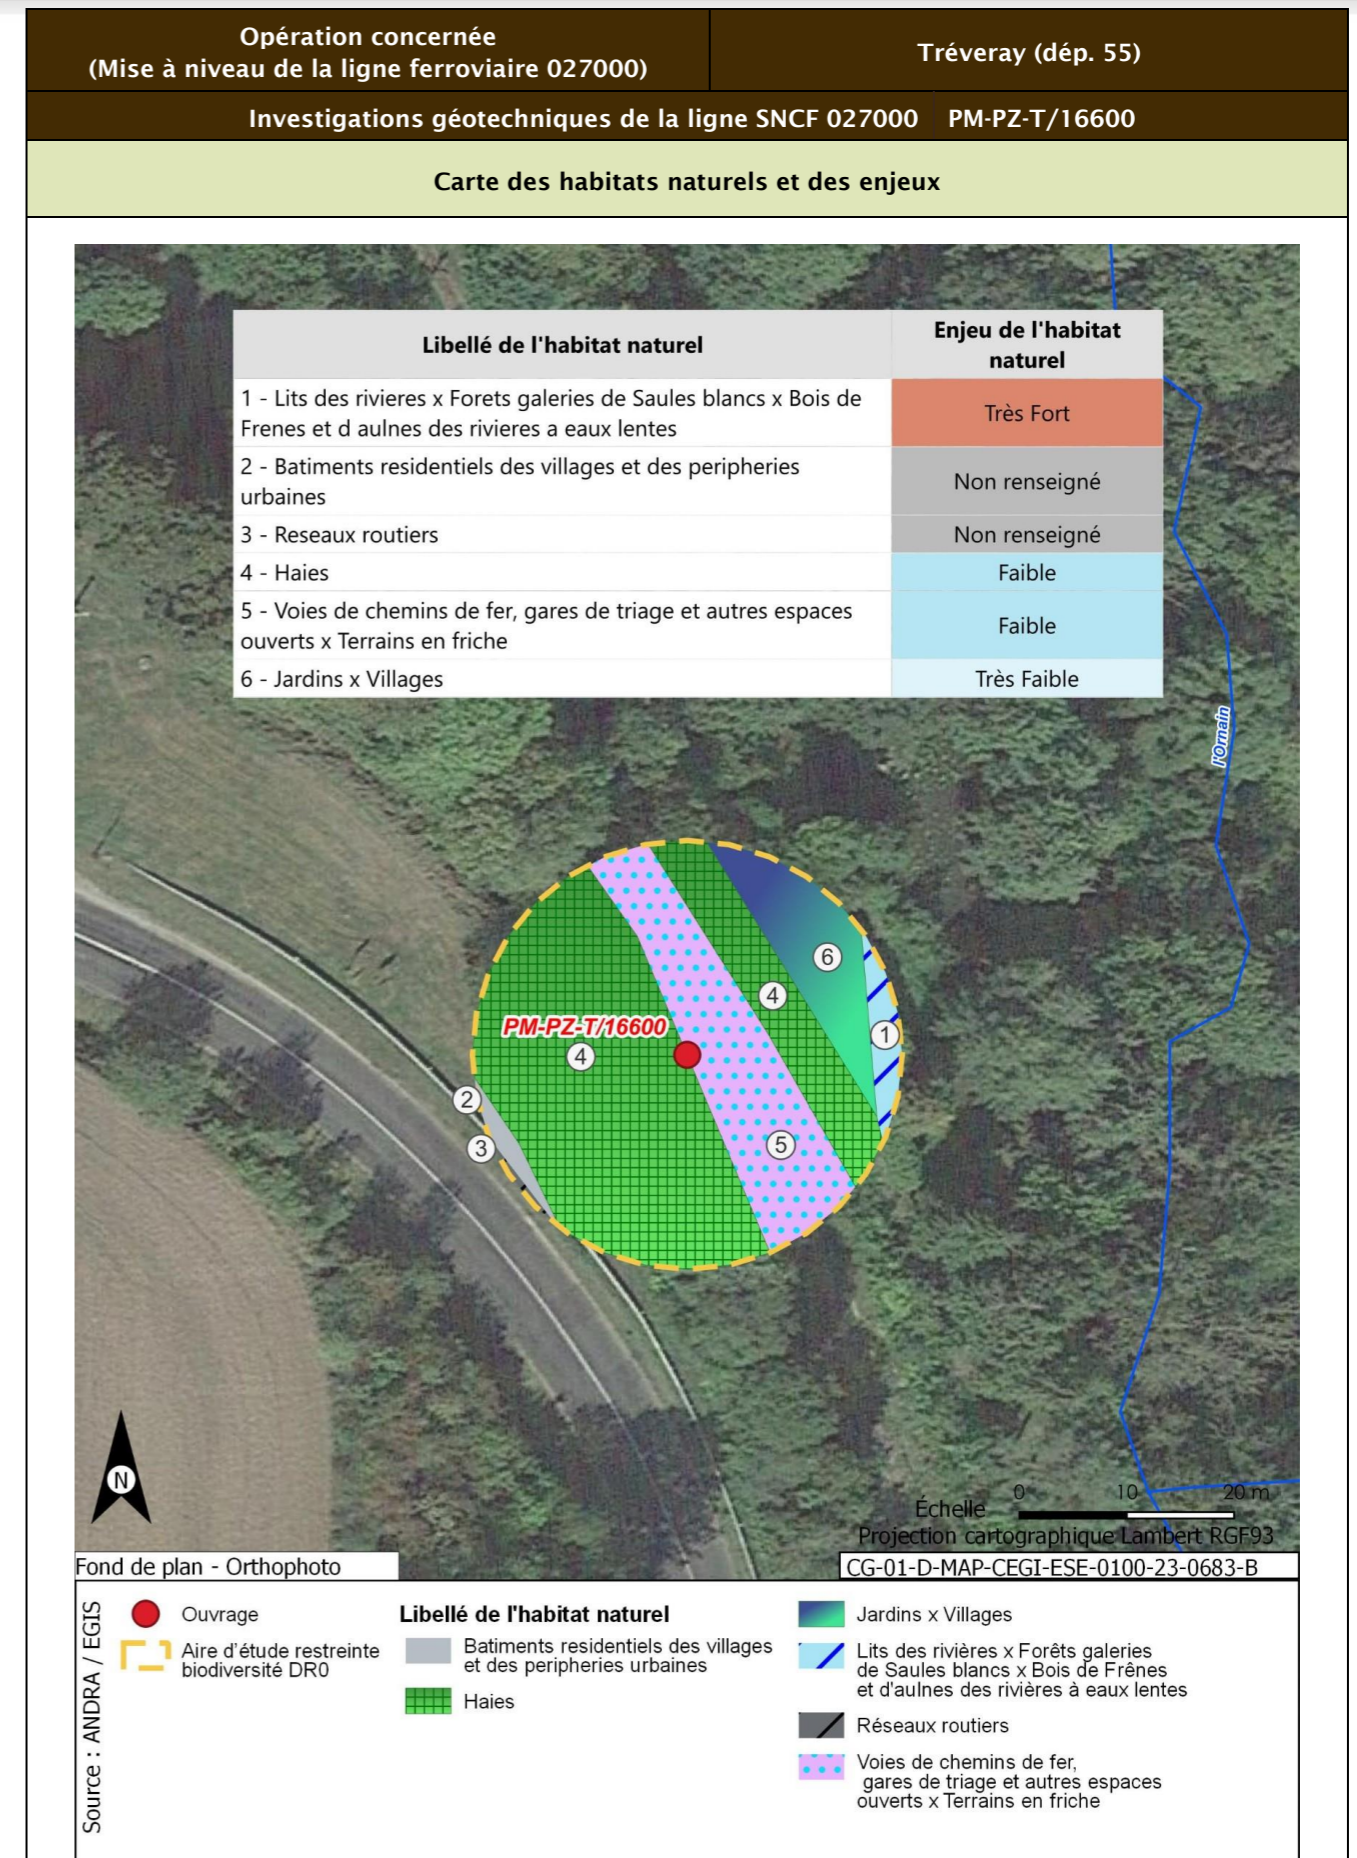 Opération concernée
(Mise à niveau de la ligne ferroviaire 027000)
Tréveray (dép. 55)
Investigations géotechniques de la ligne SNCF 027000 PM-PZ-T/16600
Carte des habitats naturels et des enjeux
Libellé de l'habitat naturel
Enjeu de l'habitat
naturel
1 - Lits des rivieres x Forets galeries de Saules blancs x Bois de
Frenes et d aulnes des rivieres a eaux lentes
Très Fort
2 - Batiments residentiels des villages et des peripheries
urbaines
Non renseigné
3 - Reseaux routiers
Non renseigné
4 - Haies
Faible
5 - Voies de chemins de fer, gares de triage et autres espaces
ouverts x Terrains en friche
Faible
6 - Jardins x Villages
Très Faible
l'Ornain
6
4
PM-PZ-T/16600
1
4
2
3
5
N
0 10 20 m
Échelle
Projection cartographique Lambert RGF93
Fond de plan - Orthophoto
CG-01-D-MAP-CEGI-ESE-0100-23-0683-B
Source : ANDRA / EGIS
Ouvrage
Aire d'étude restreinte
biodiversité DR0
Libellé de l'habitat naturel
Batiments residentiels des villages
et des peripheries urbaines
Haies
Jardins x Villages
Lits des rivières x Forêts galeries
de Saules blancs x Bois de Frênes
et d'aulnes des rivières à eaux lentes
Réseaux routiers
Voies de chemins de fer,
gares de triage et autres espaces
ouverts x Terrains en friche